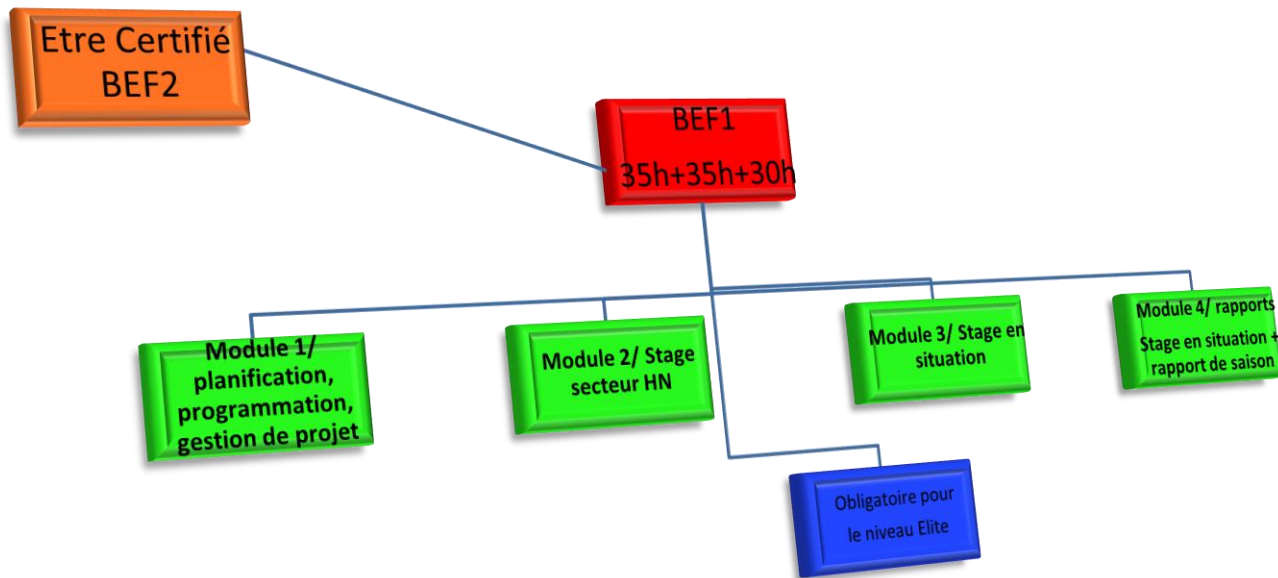 Etre Certifié
BEF2
BEF1
35h+35h+30h
Module 1/
planification,
programmation,
gestion de projet
Module 2/ Stage
secteur HN
Module 3/ Stage en
situation
Module 4/ rapports
Stage en situation +
rapport de saison
Obligatoire pour
le niveau Elite